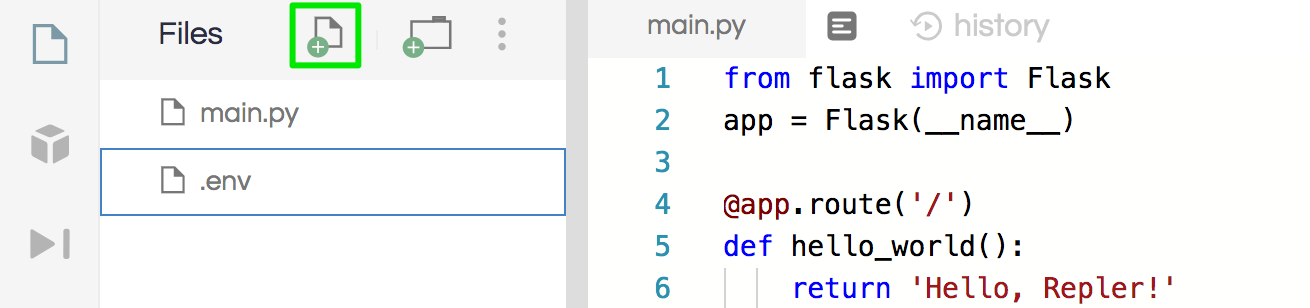 Files
main.py
.env
main.py history
1 from flask import Flask
2 app = Flask(__name__)
3
4 @app.route('/')
5 def hello_world():
6     return 'Hello, Repler!'